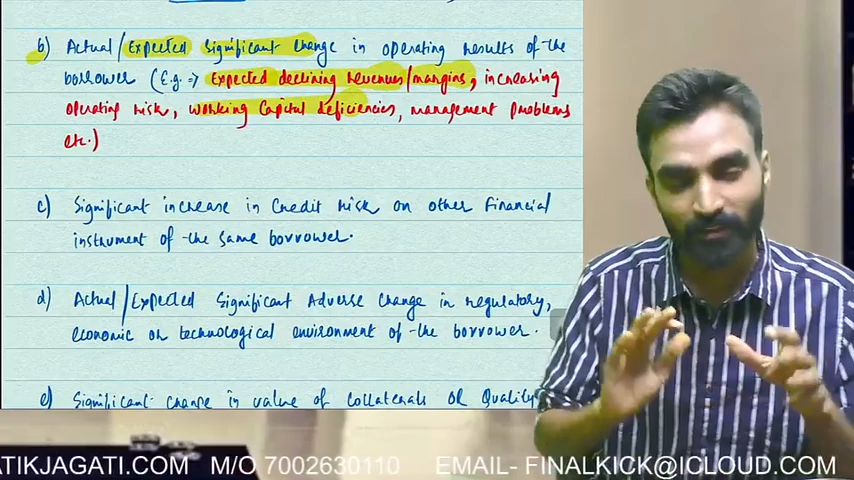 b) Actual/Expected Significant change in operating results of the
borrower (E.g:→ Expected declining revenues/margins, increasing
operating risk, working capital deficiencies, management problems
etc.)
c) Significant increase in Credit risk on other financial
instrument of the same borrower.
d) Actual/Expected Significant Adverse change in regulatory,
economic or technological environment of the borrower.
e) Significant change in value of collaterals OR Quality
ATIKJAGATI.COM M/O 7002630110 EMAIL- FINALKICK@ICLOUD.COM